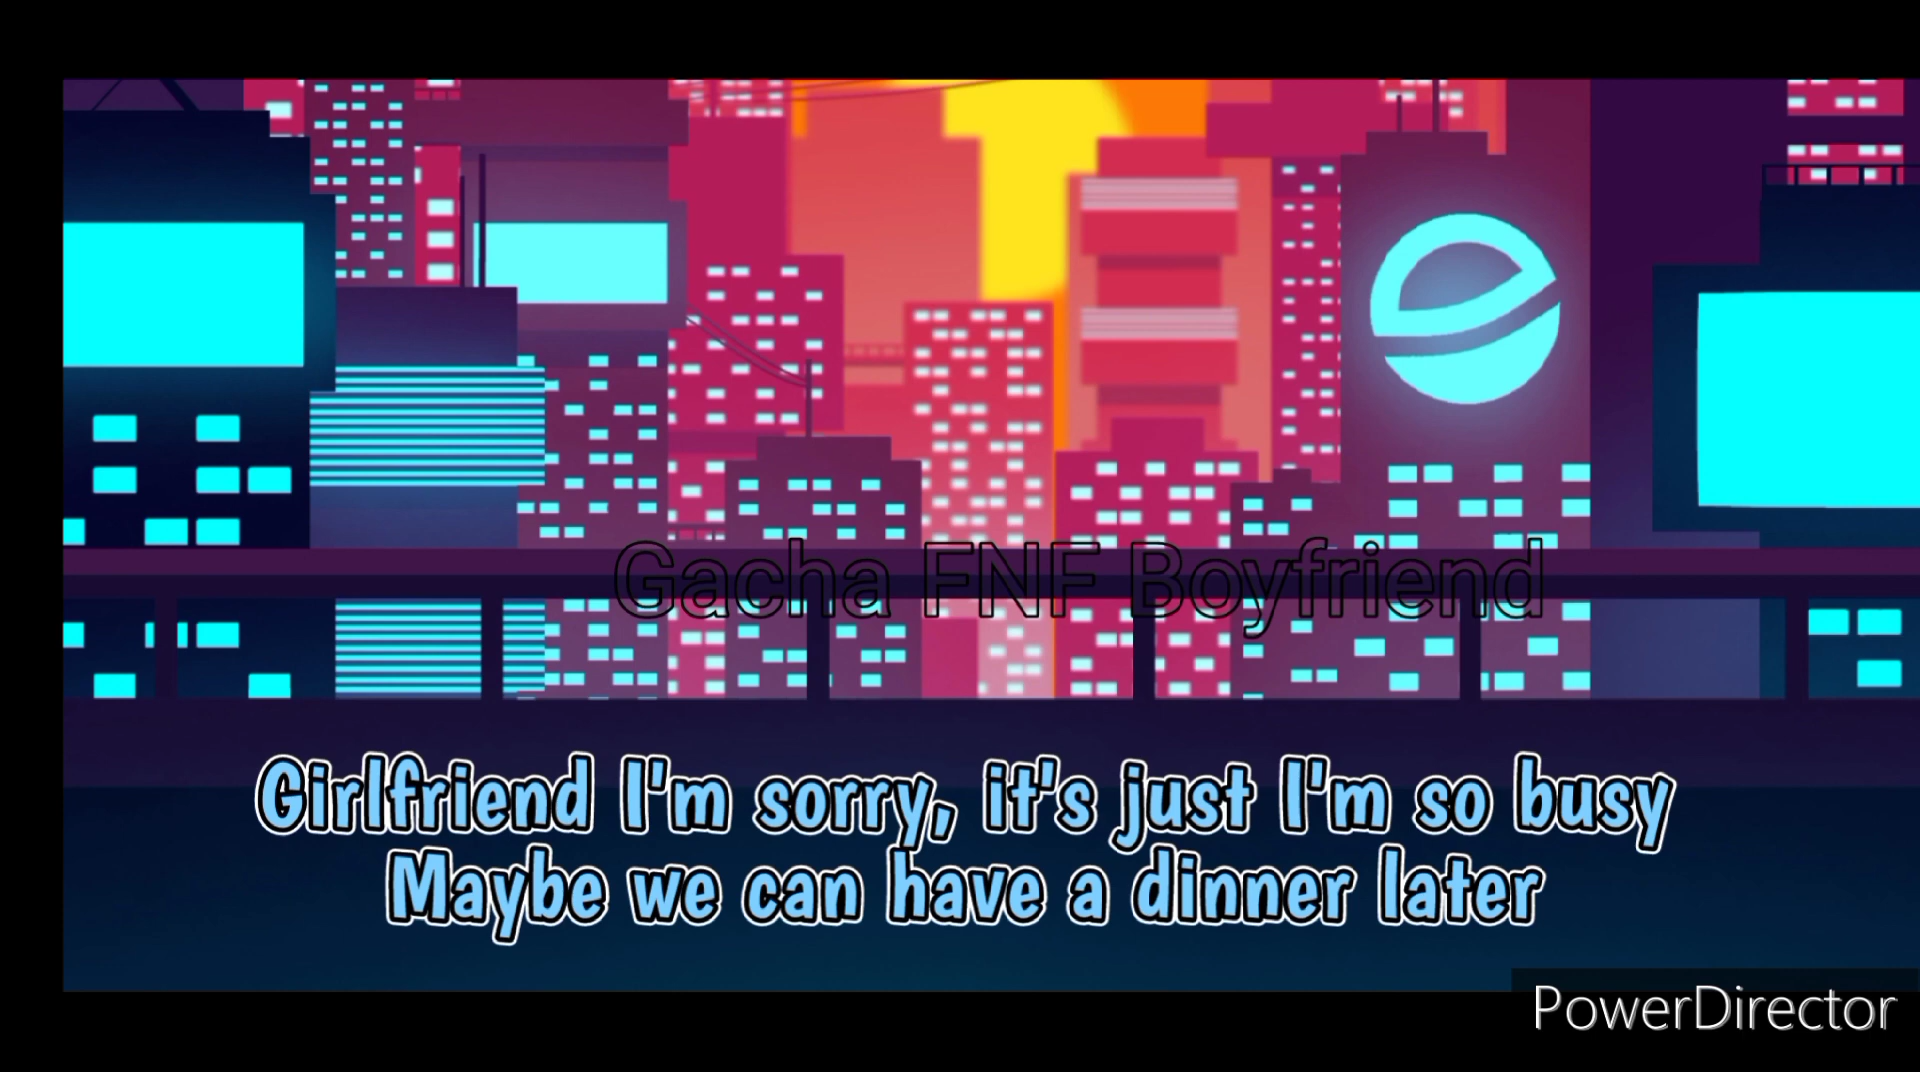 Gacha FNF Boyfriend
Girlfriend I'm sorry, it's just I'm so busy
Maybe we can have a dinner later
PowerDirector